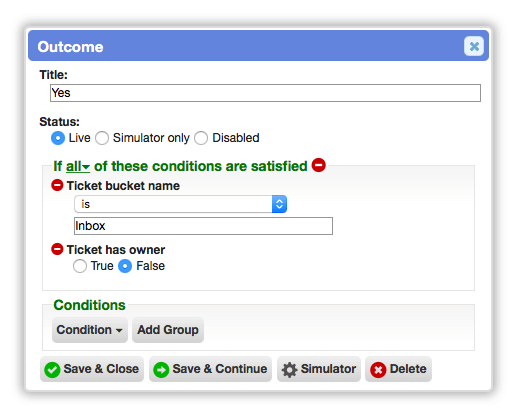 Outcome
Title:
Yes
Status:
Live Simulator only Disabled
If all of these conditions are satisfied
Ticket bucket name
is
Inbox
Ticket has owner
True False
Conditions
Condition Add Group
Save & Close Save & Continue Simulator Delete